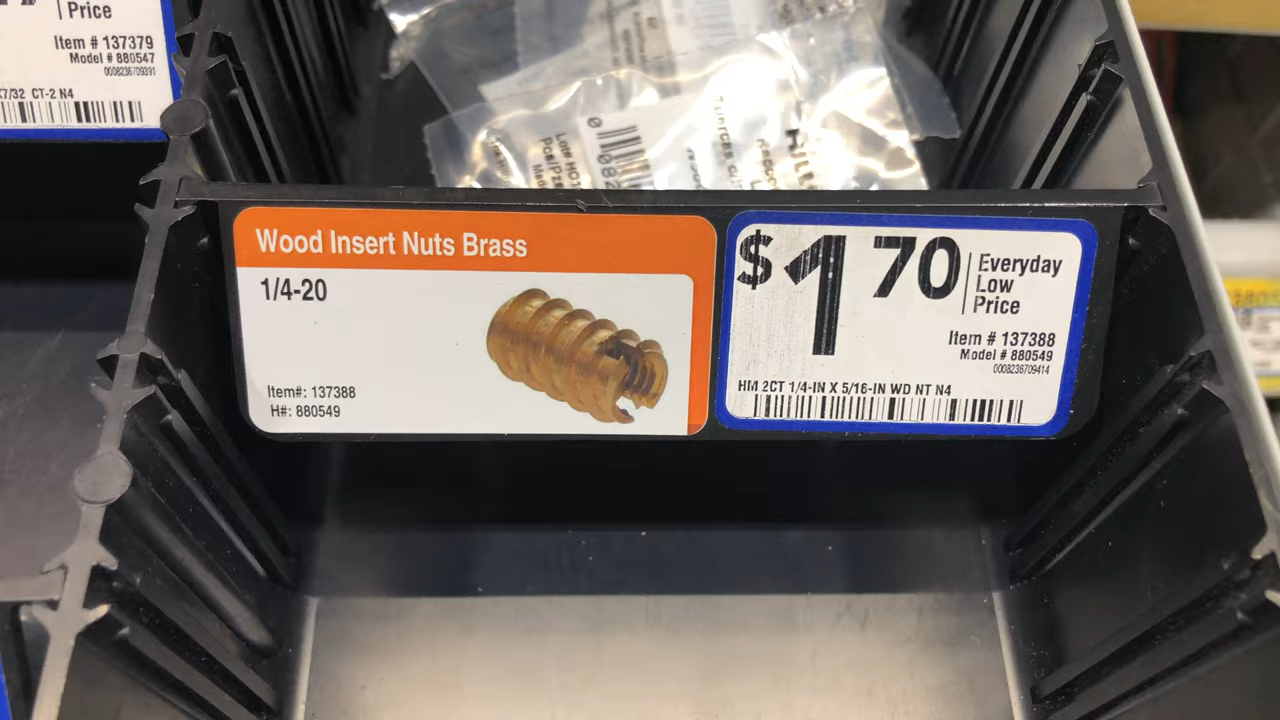 Price
Item # 137379
Model # 880547
0008236709391
CT-2 N4
Wood Insert Nuts Brass
1/4-20
Item#: 137388
H#: 880549
$1 70
Everyday
Low
Price
Item # 137388
Model # 880549
0008236709414
HM 2CT 1/4-IN X 5/16-IN WD NT N4